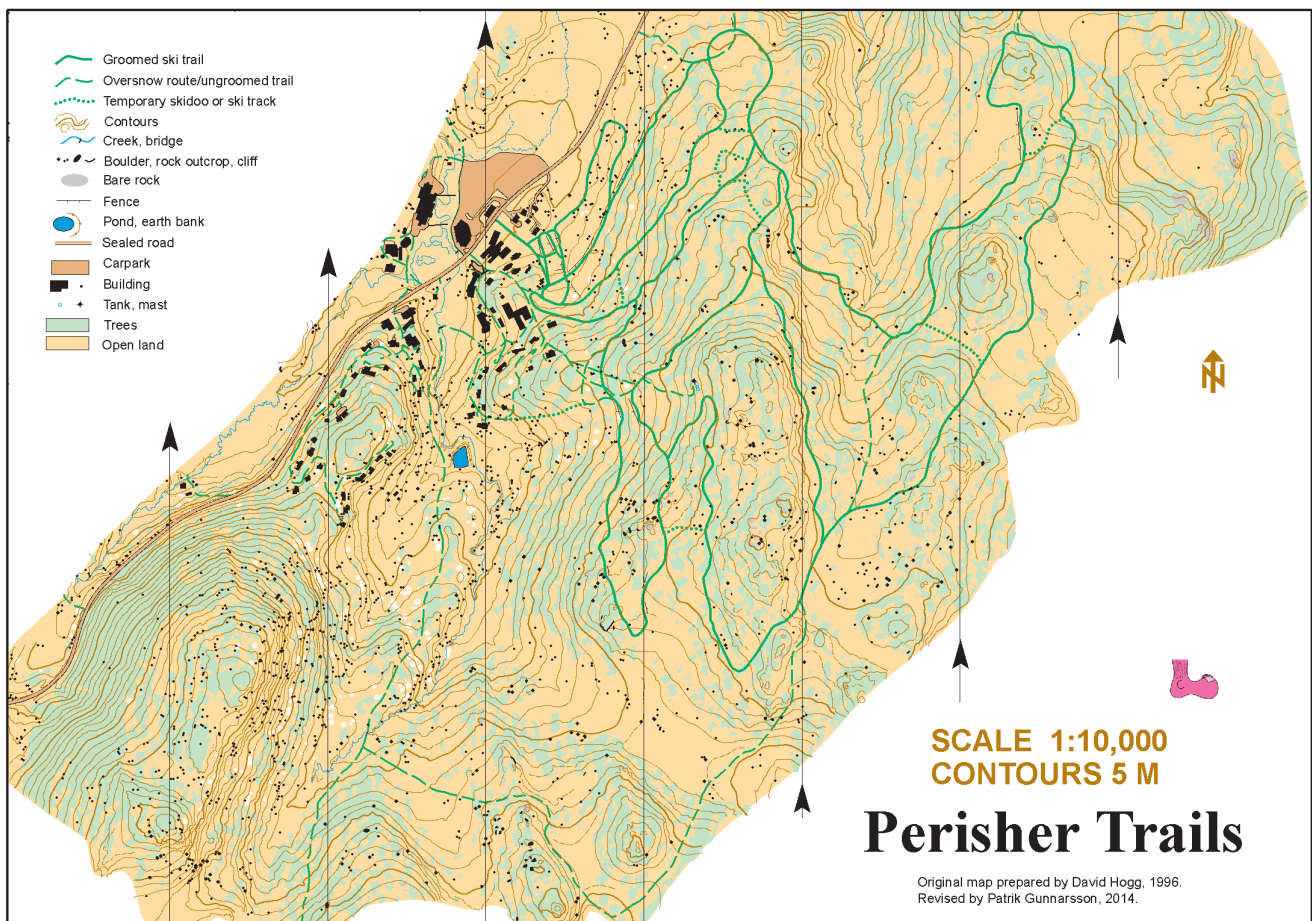 Groomed ski trail
Oversnow route/ungroomed trail
Temporary skidoo or ski track
Contours
Creek, bridge
Boulder, rock outcrop, cliff
Bare rock
Fence
Pond, earth bank
Sealed road
Carpark
Building
Tank, mast
Trees
Open land
N
SCALE 1:10,000
CONTOURS 5 M
Perisher Trails
Original map prepared by David Hogg, 1996.
Revised by Patrik Gunnarsson, 2014.